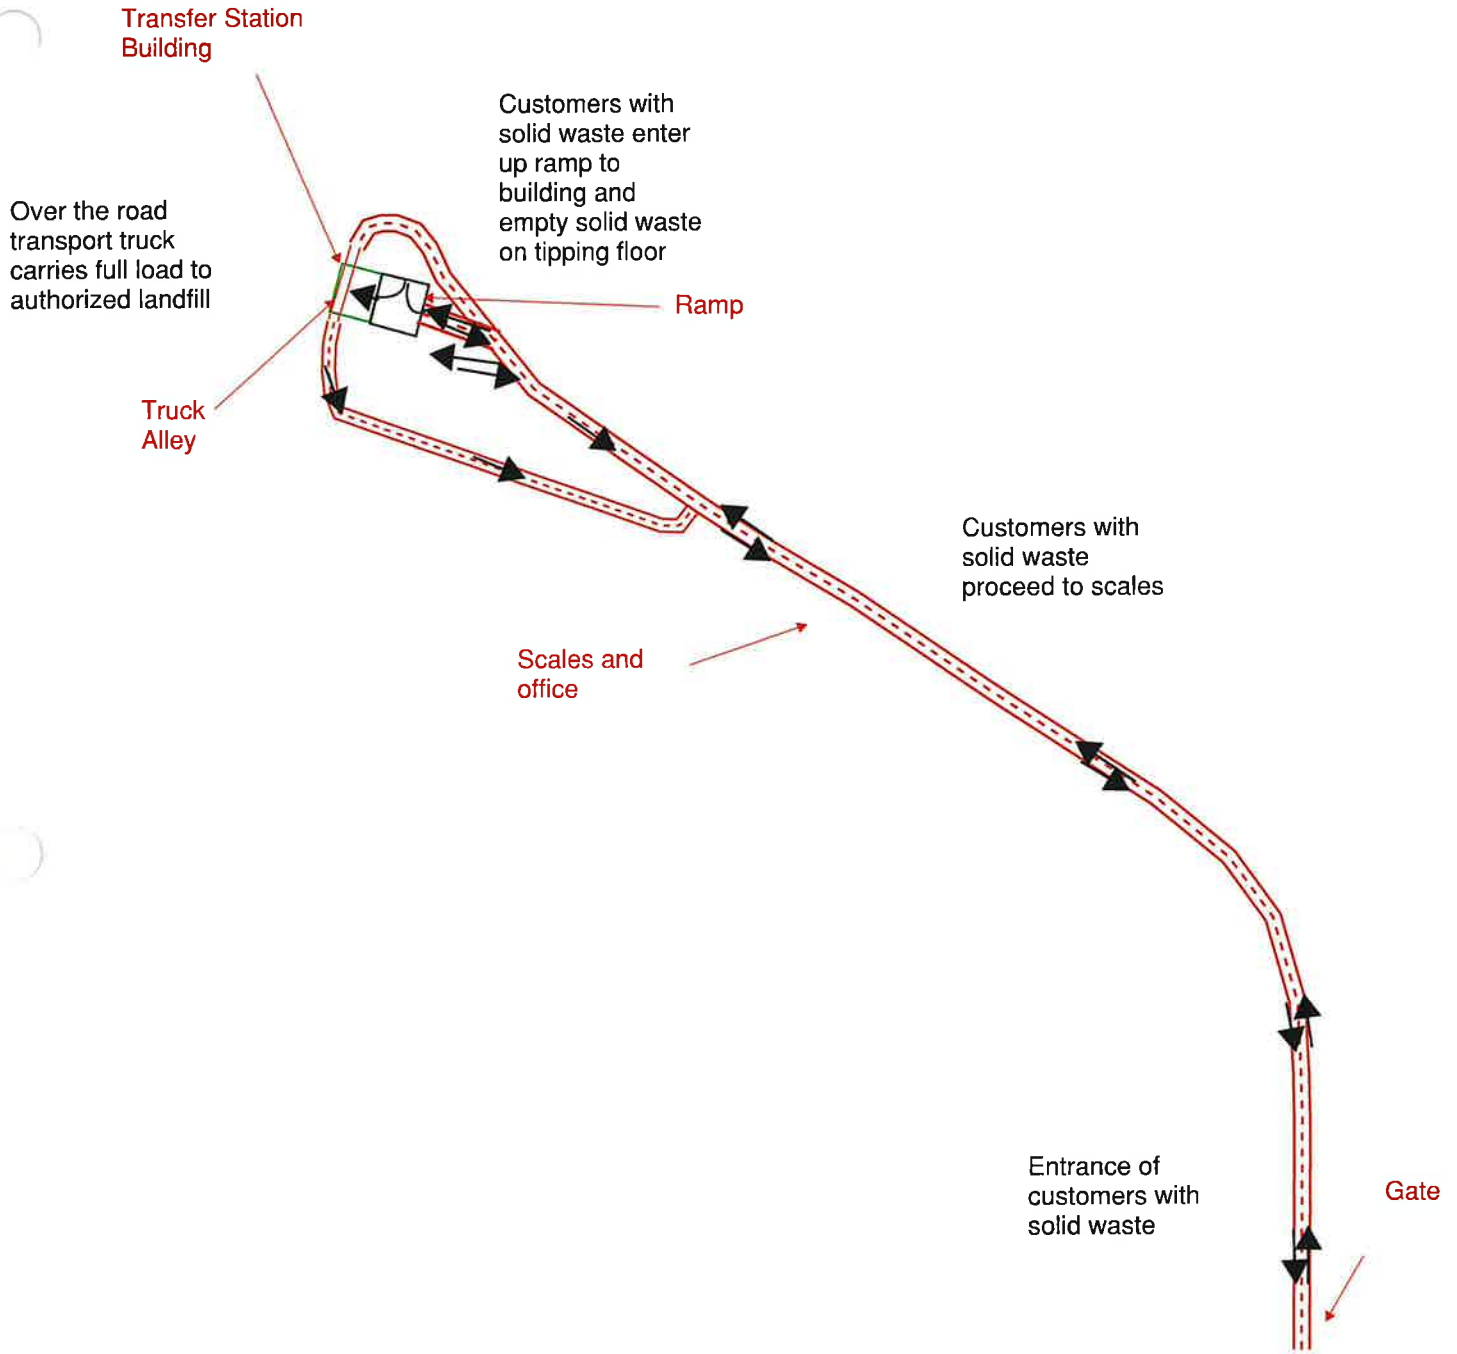 Transfer Station
Building
Customers with
solid waste enter
up ramp to
building and
empty solid waste
on tipping floor
Over the road
transport truck
carries full load to
authorized landfill
Ramp
Truck
Alley
Customers with
solid waste
proceed to scales
Scales and
office
Entrance of
customers with
solid waste
Gate